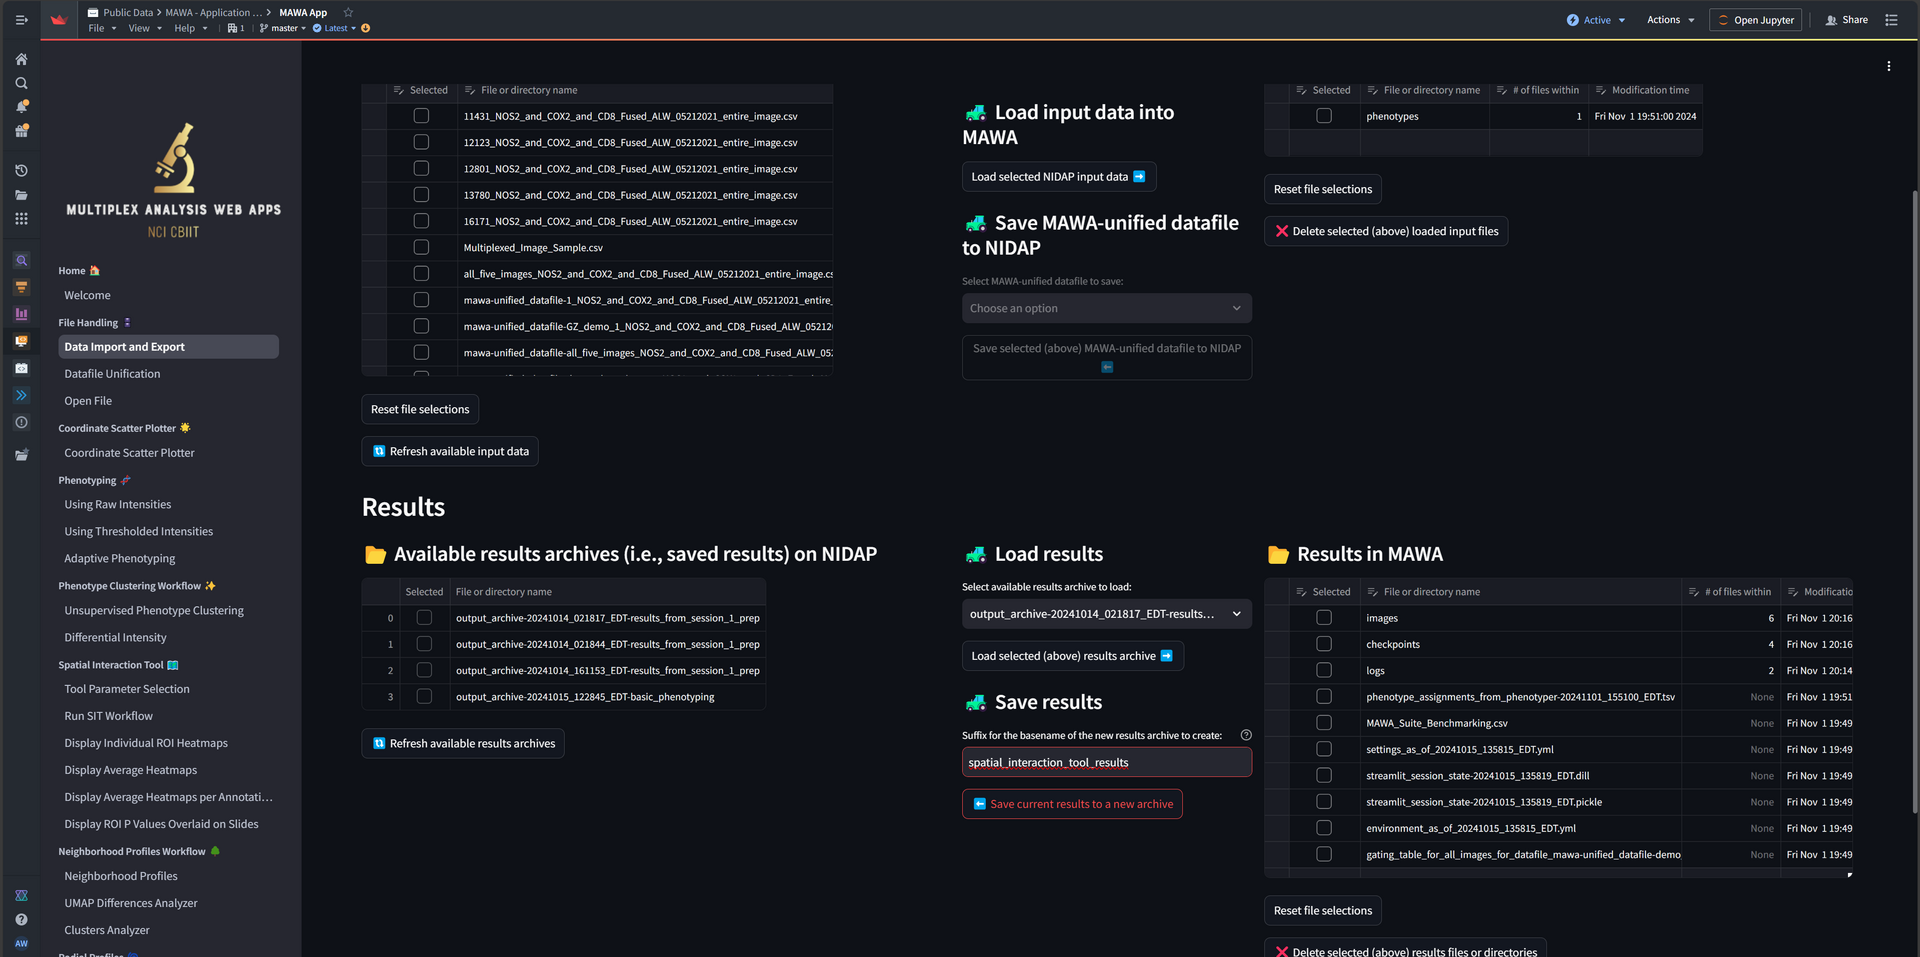 Public Data > MAWA - Application ... > MAWA App
File View Help 1 master Latest
Active Actions Open Jupyter Share
MULTIPLEX ANALYSIS WEB APPS
NCI CBIIT
Home
Welcome
File Handling
Data Import and Export
Datafile Unification
Open File
Coordinate Scatter Plotter
Coordinate Scatter Plotter
Phenotyping
Using Raw Intensities
Using Thresholded Intensities
Adaptive Phenotyping
Phenotype Clustering Workflow
Unsupervised Phenotype Clustering
Differential Intensity
Spatial Interaction Tool
Tool Parameter Selection
Run SIT Workflow
Display Individual ROI Heatmaps
Display Average Heatmaps
Display Average Heatmaps per Annotati...
Display ROI P Values Overlaid on Slides
Neighborhood Profiles Workflow
Neighborhood Profiles
UMAP Differences Analyzer
Clusters Analyzer
AW
Selected File or directory name
11431_NOS2_and_COX2_and_CD8_Fused_ALW_05212021_entire_image.csv
12123_NOS2_and_COX2_and_CD8_Fused_ALW_05212021_entire_image.csv
12801_NOS2_and_COX2_and_CD8_Fused_ALW_05212021_entire_image.csv
13780_NOS2_and_COX2_and_CD8_Fused_ALW_05212021_entire_image.csv
16171_NOS2_and_COX2_and_CD8_Fused_ALW_05212021_entire_image.csv
Multiplexed_Image_Sample.csv
all_five_images_NOS2_and_COX2_and_CD8_Fused_ALW_05212021_entire_image.cs
mawa-unified_datafile-1_NOS2_and_COX2_and_CD8_Fused_ALW_05212021_entire_
mawa-unified_datafile-GZ_demo_1_NOS2_and_COX2_and_CD8_Fused_ALW_05212
mawa-unified_datafile-all_five_images_NOS2_and_COX2_and_CD8_Fused_ALW_05
Reset file selections
Refresh available input data
Load input data into
MAWA
Load selected NIDAP input data
Save MAWA-unified datafile
to NIDAP
Select MAWA-unified datafile to save:
Choose an option
Save selected (above) MAWA-unified datafile to NIDAP
Selected File or directory name # of files within Modification time
phenotypes 1 Fri Nov 1 19:51:00 2024
Reset file selections
Delete selected (above) loaded input files
Results
Available results archives (i.e., saved results) on NIDAP
Selected File or directory name
0 output_archive-20241014_021817_EDT-results_from_session_1_prep
1 output_archive-20241014_021844_EDT-results_from_session_1_prep
2 output_archive-20241014_161153_EDT-results_from_session_1_prep
3 output_archive-20241015_122845_EDT-basic_phenotyping
Refresh available results archives
Load results
Select available results archive to load:
output_archive-20241014_021817_EDT-results...
Load selected (above) results archive
Save results
Suffix for the basename of the new results archive to create:
spatial_interaction_tool_results
Save current results to a new archive
Results in MAWA
Selected File or directory name # of files within Modificatio
images 6 Fri Nov 1 20:16
checkpoints 4 Fri Nov 1 20:16
logs 2 Fri Nov 1 20:14
phenotype_assignments_from_phenotyper-20241101_155100_EDT.tsv None Fri Nov 1 19:51
MAWA_Suite_Benchmarking.csv None Fri Nov 1 19:49
settings_as_of_20241015_135815_EDT.yml None Fri Nov 1 19:49
streamlit_session_state-20241015_135819_EDT.dill None Fri Nov 1 19:49
streamlit_session_state-20241015_135819_EDT.pickle None Fri Nov 1 19:49
environment_as_of_20241015_135815_EDT.yml None Fri Nov 1 19:49
gating_table_for_all_images_for_datafile_mawa-unified_datafile-demo_ None Fri Nov 1 19:49
Reset file selections
Delete selected (above) results files or directories